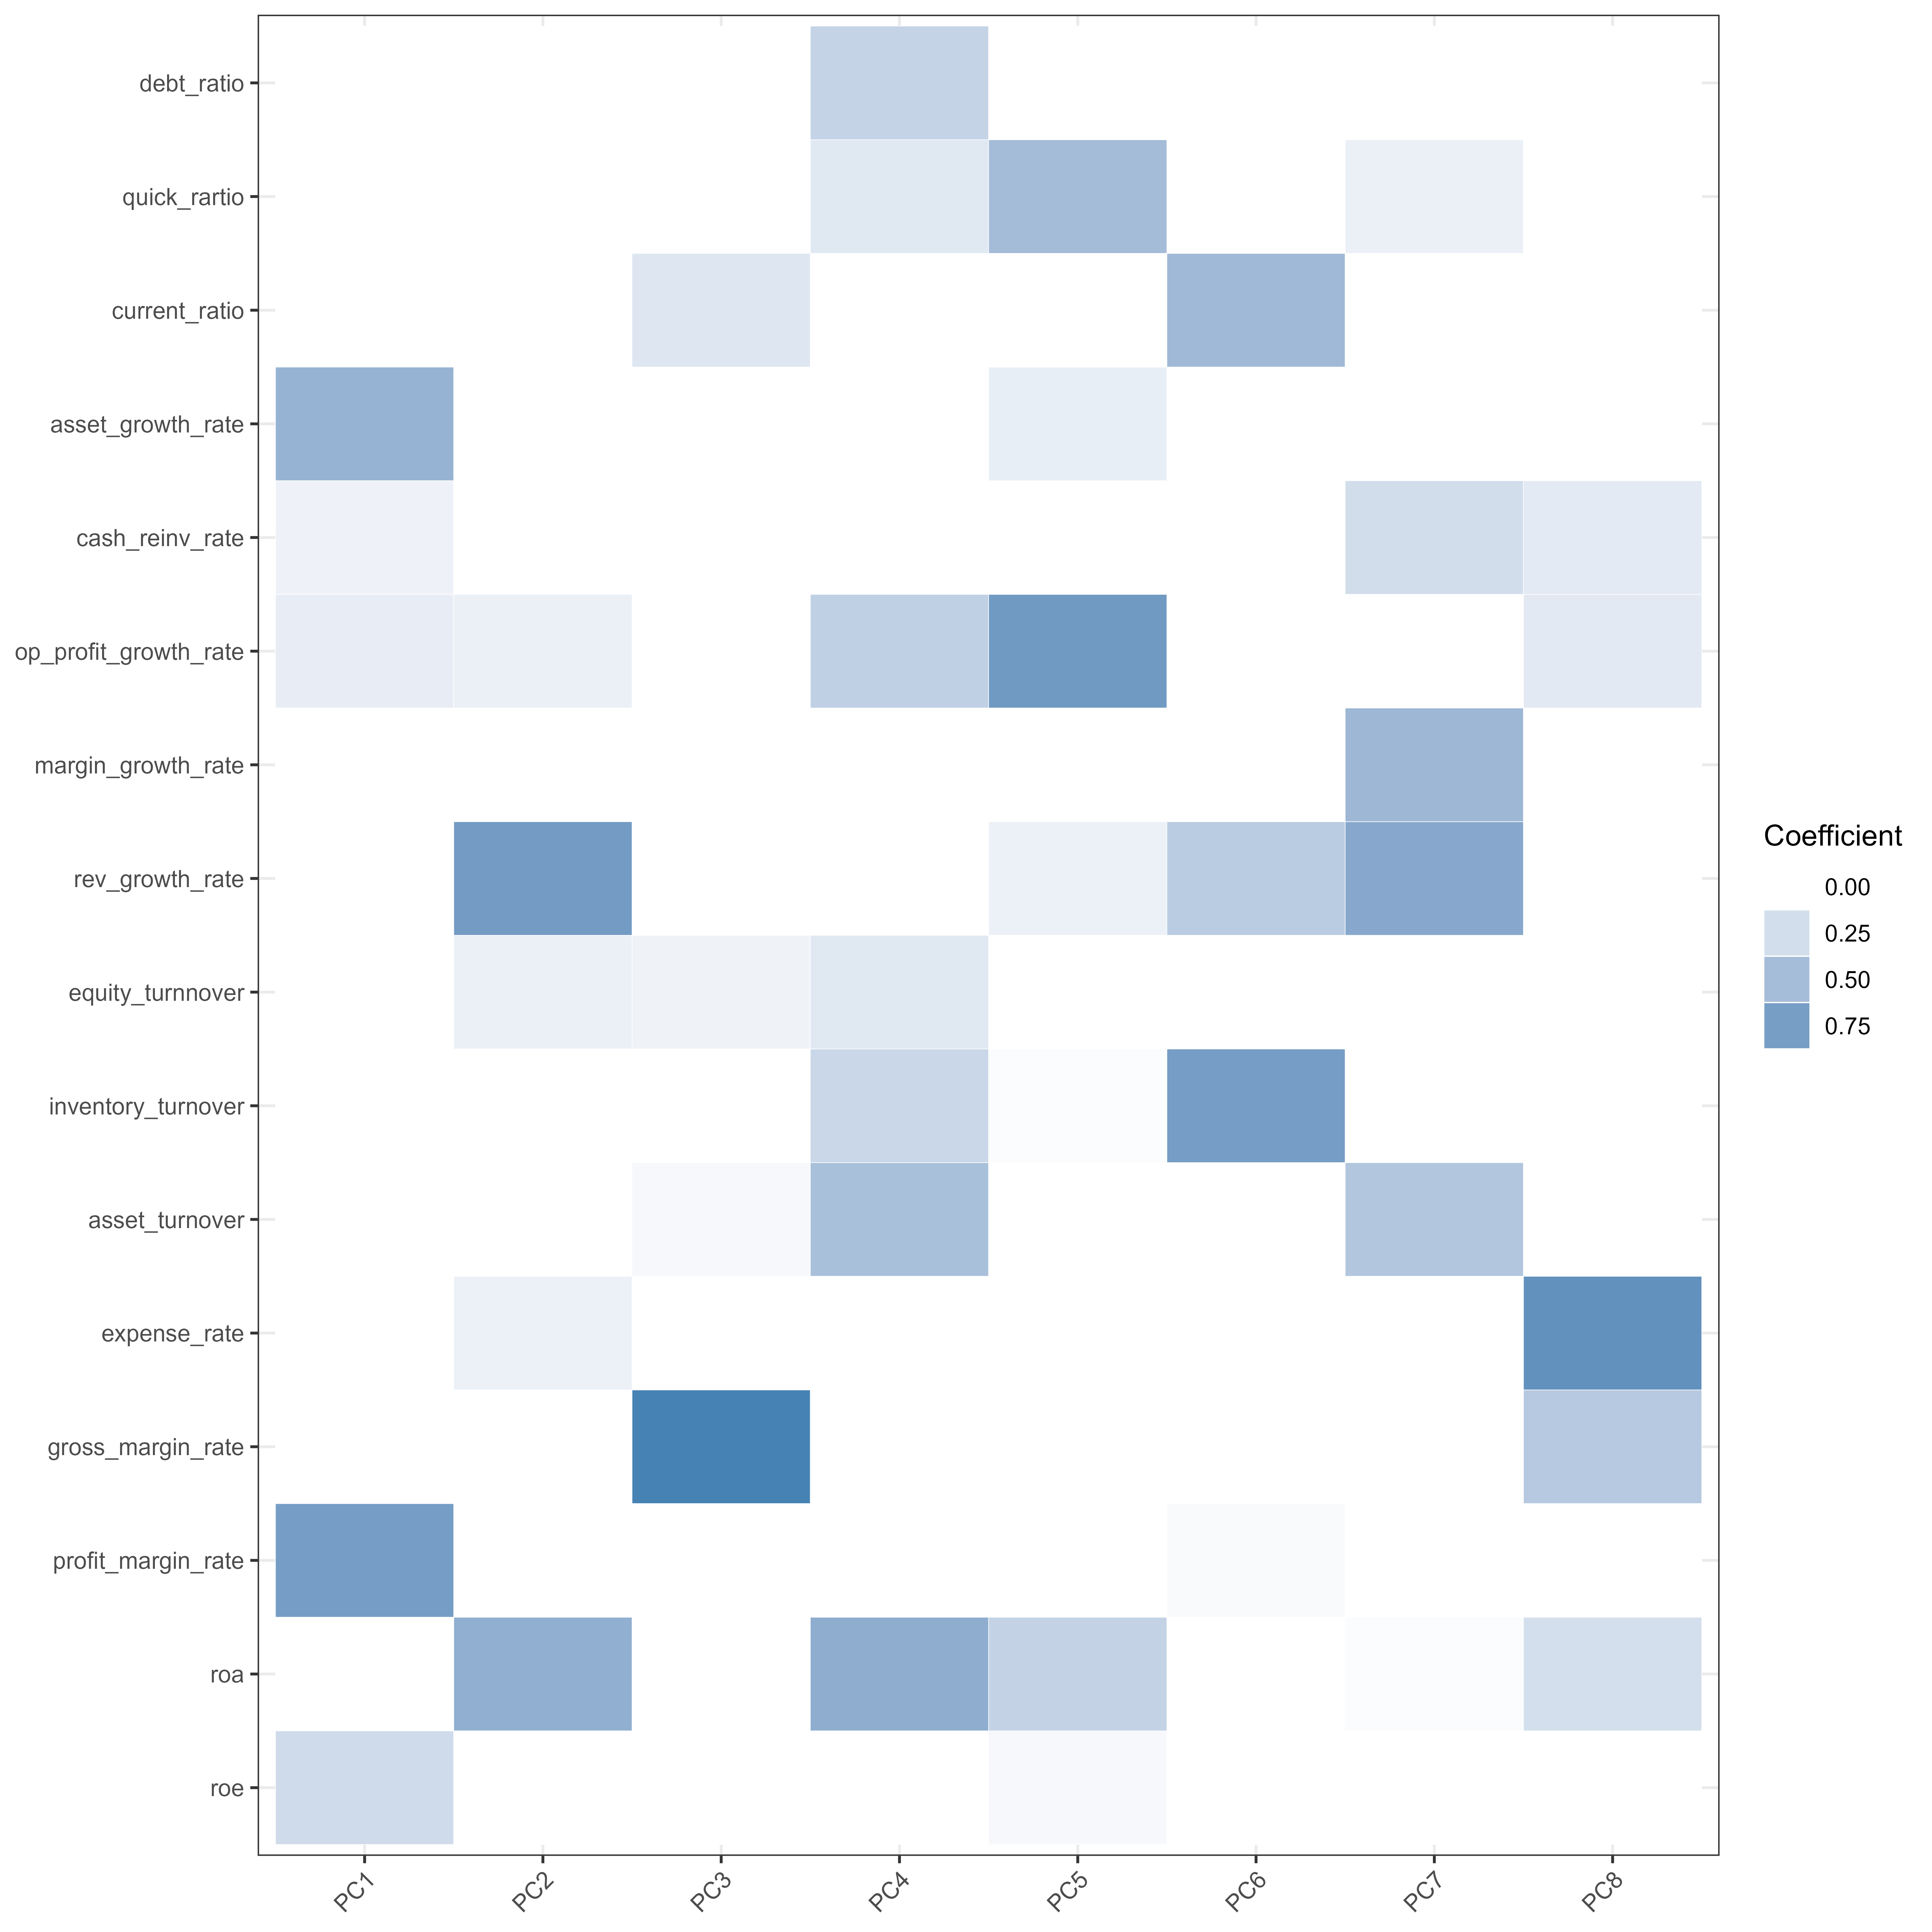 debt_ratio
quick_rartio
current_ratio
asset_growth_rate
cash_reinv_rate
op_profit_growth_rate
margin_growth_rate
rev_growth_rate
equity_turnnover
inventory_turnover
asset_turnover
expense_rate
gross_margin_rate
profit_margin_rate
roa
roe
PC1 PC2 PC3 PC4 PC5 PC6 PC7 PC8
Coefficient
0.00
0.25
0.50
0.75